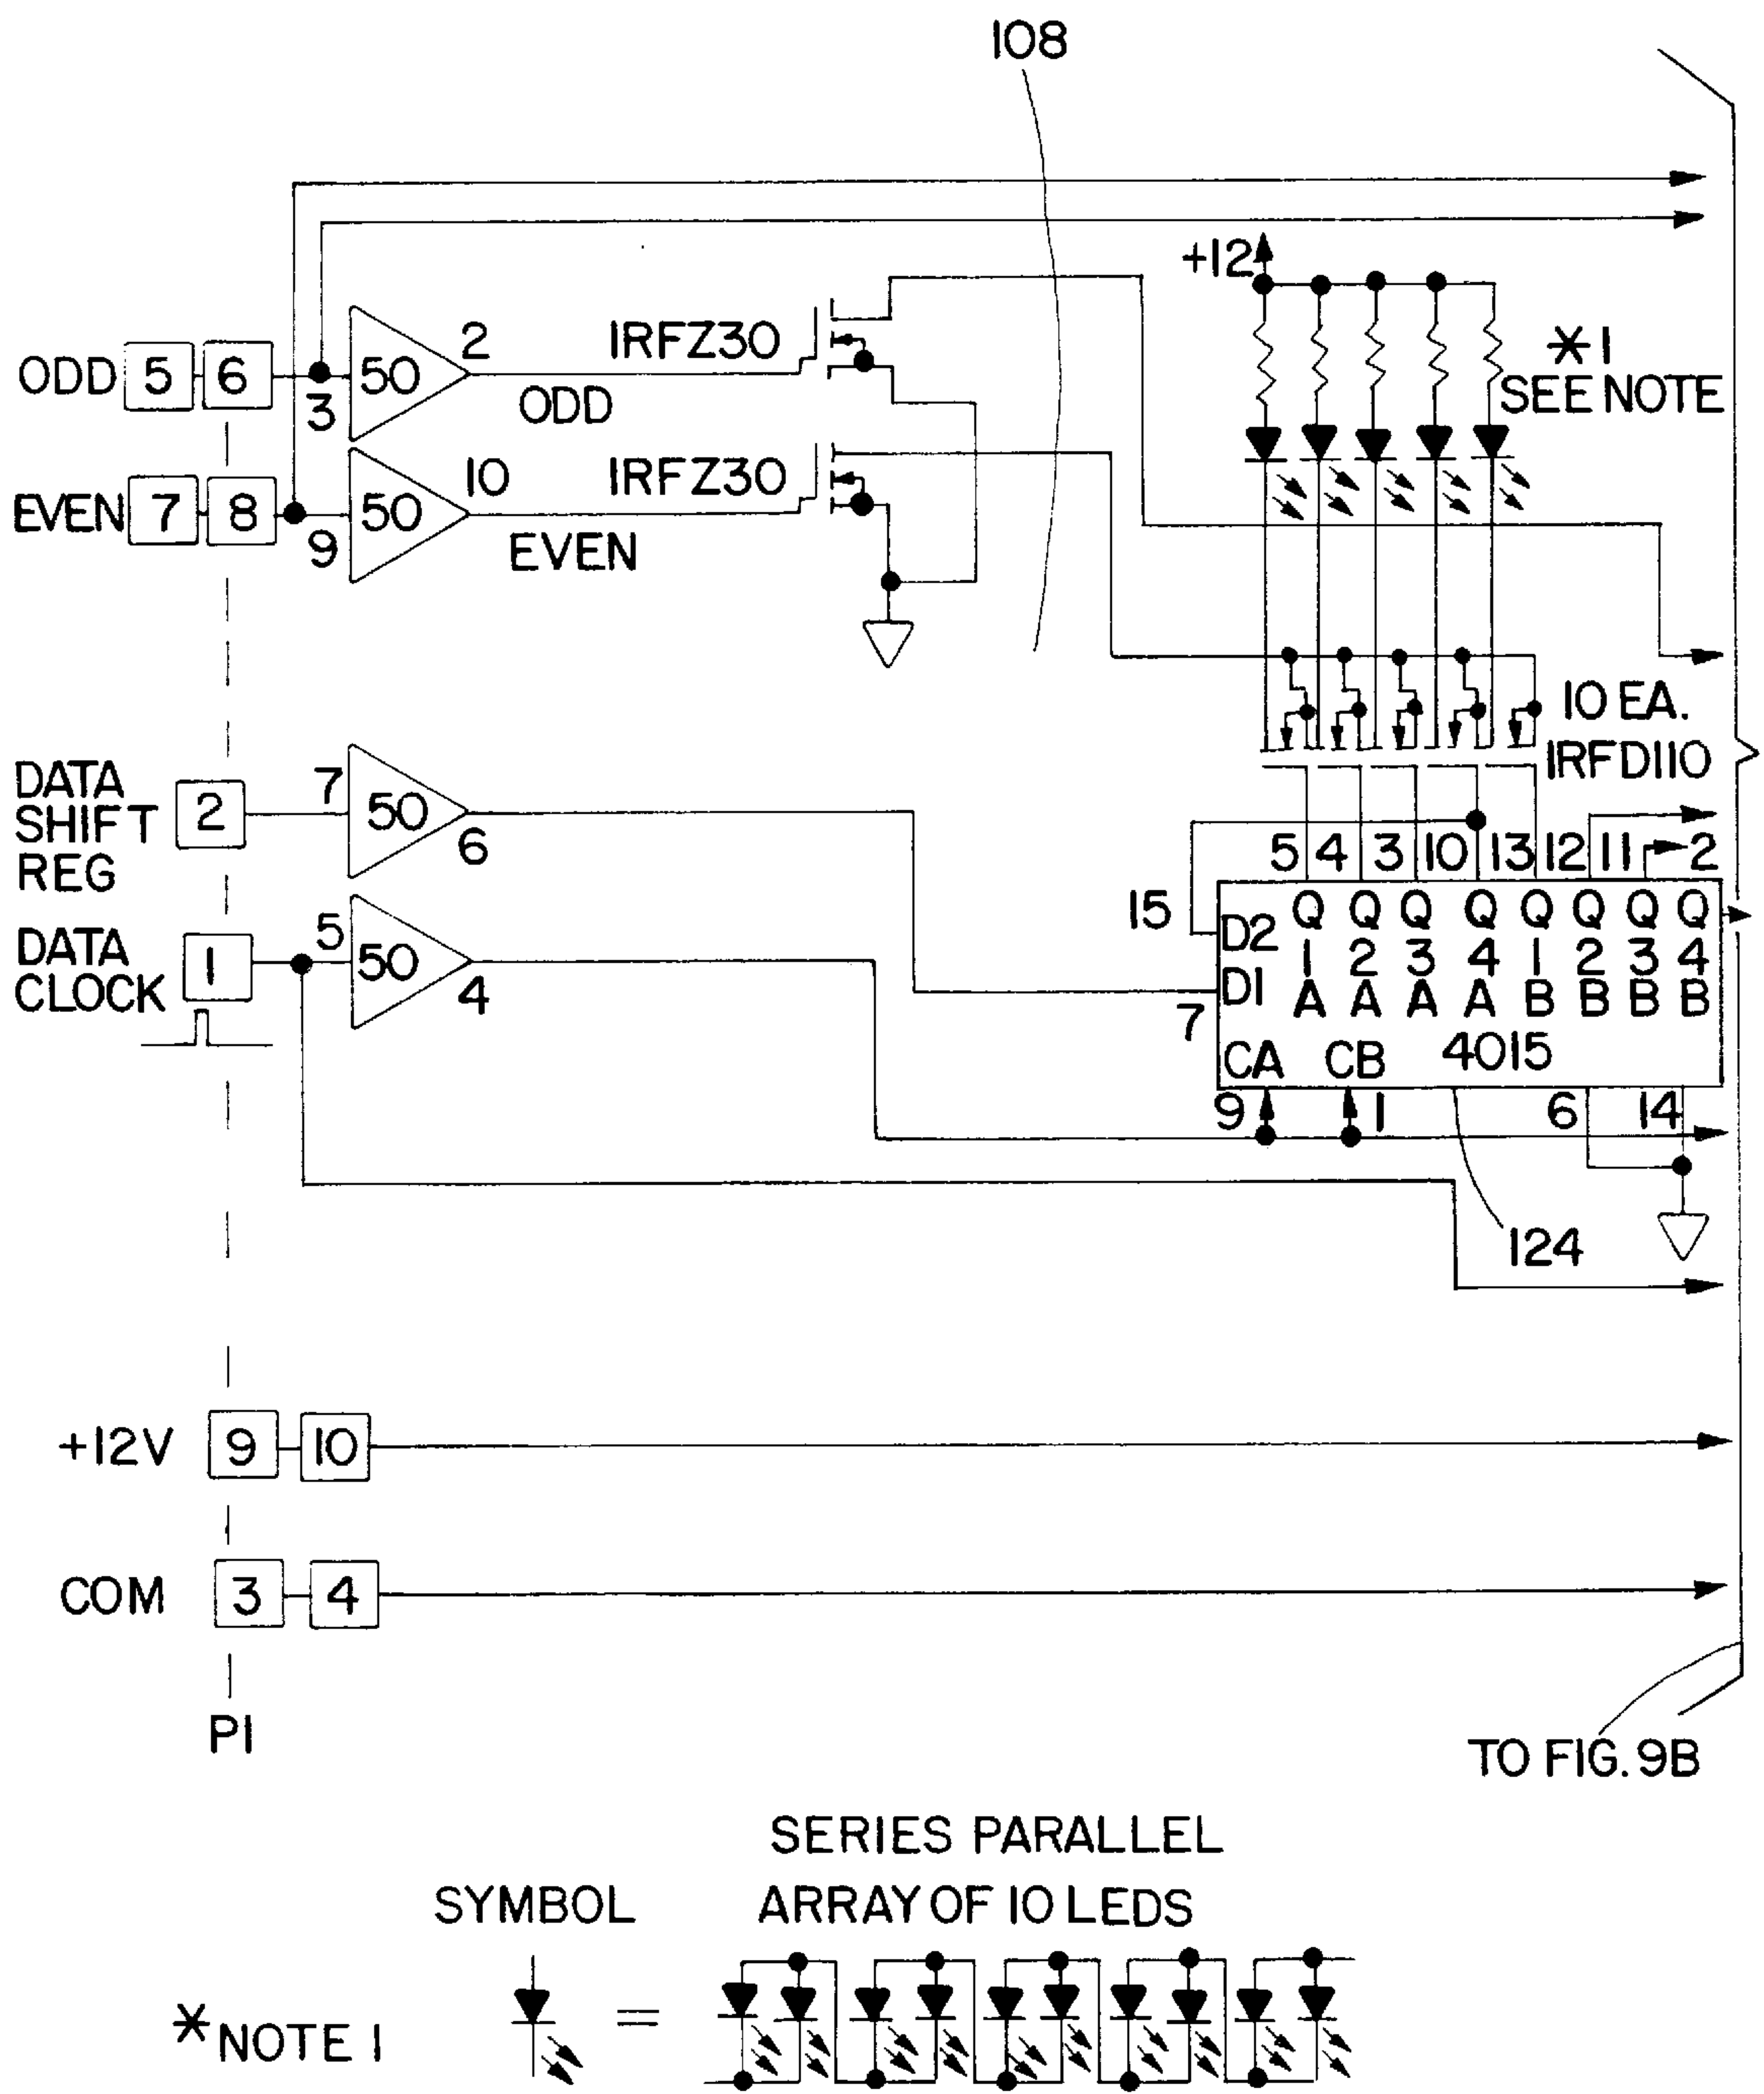 108
+12
ODD 5 6 3 50 2 ODD IRFZ30
*1
SEE NOTE
EVEN 7 8 9 50 10 EVEN IRFZ30
10 EA.
IRFD110
DATA
SHIFT
REG
2 7 50 6
DATA
CLOCK
1 5 50 4
5 4 3 10 13 12 11 2
15 D2 Q Q Q Q Q Q Q Q
1 2 3 4 1 2 3 4
7 D1 A A A A B B B B
CA CB 4015
9 1 6 14
124
+12V 9 10
COM 3 4
P1
TO FIG. 9B
SERIES PARALLEL
SYMBOL ARRAY OF 10 LEDS
*NOTE 1 =